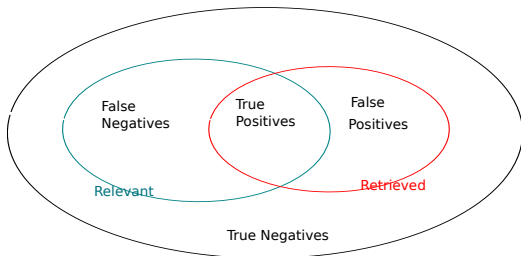 False
Negatives
True
Positives
False
Positives
Relevant
Retrieved
True Negatives